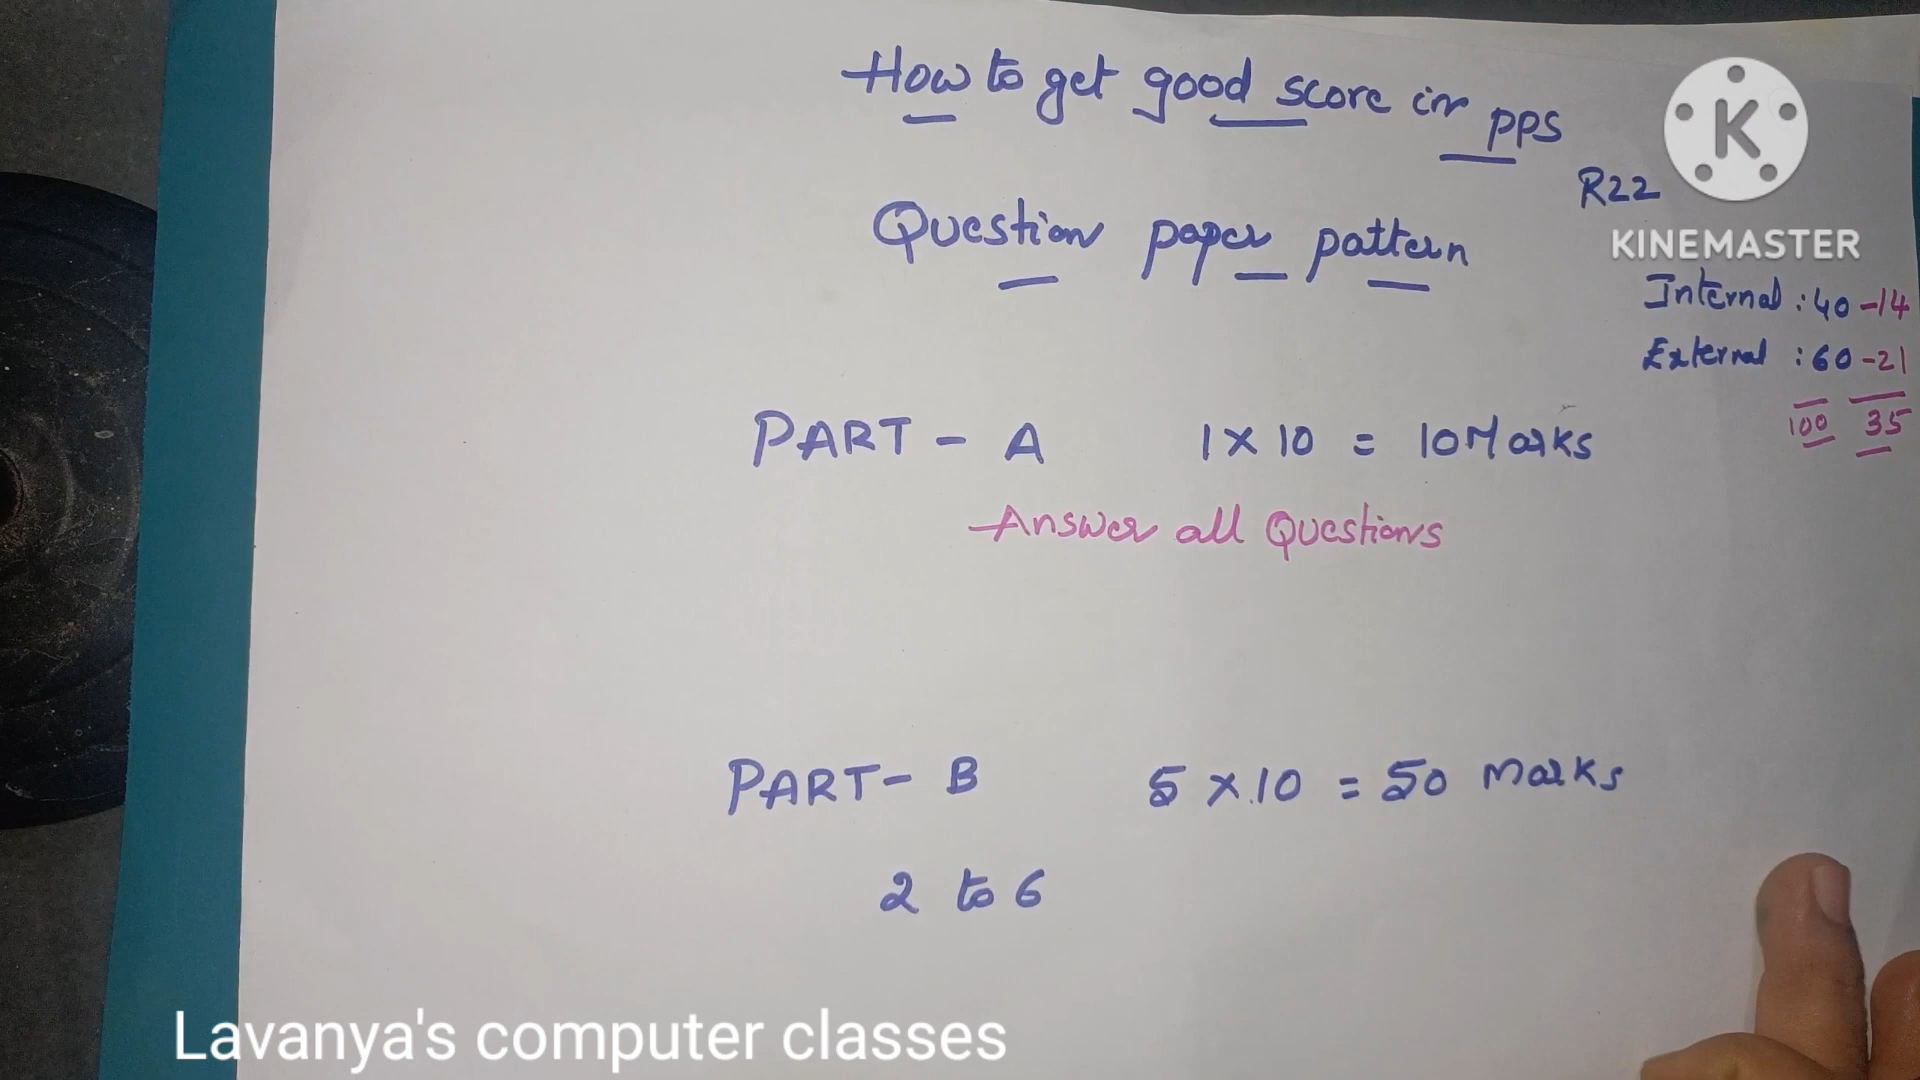 How to get good score in PPS
R22
KINEMASTER
Question paper pattern
Internal : 40 - 14
External : 60 - 21
100 35
PART - A 1 x 10 = 10 Marks
Answer all Questions
PART - B 5 x 10 = 50 Marks
2 to 6
Lavanya's computer classes